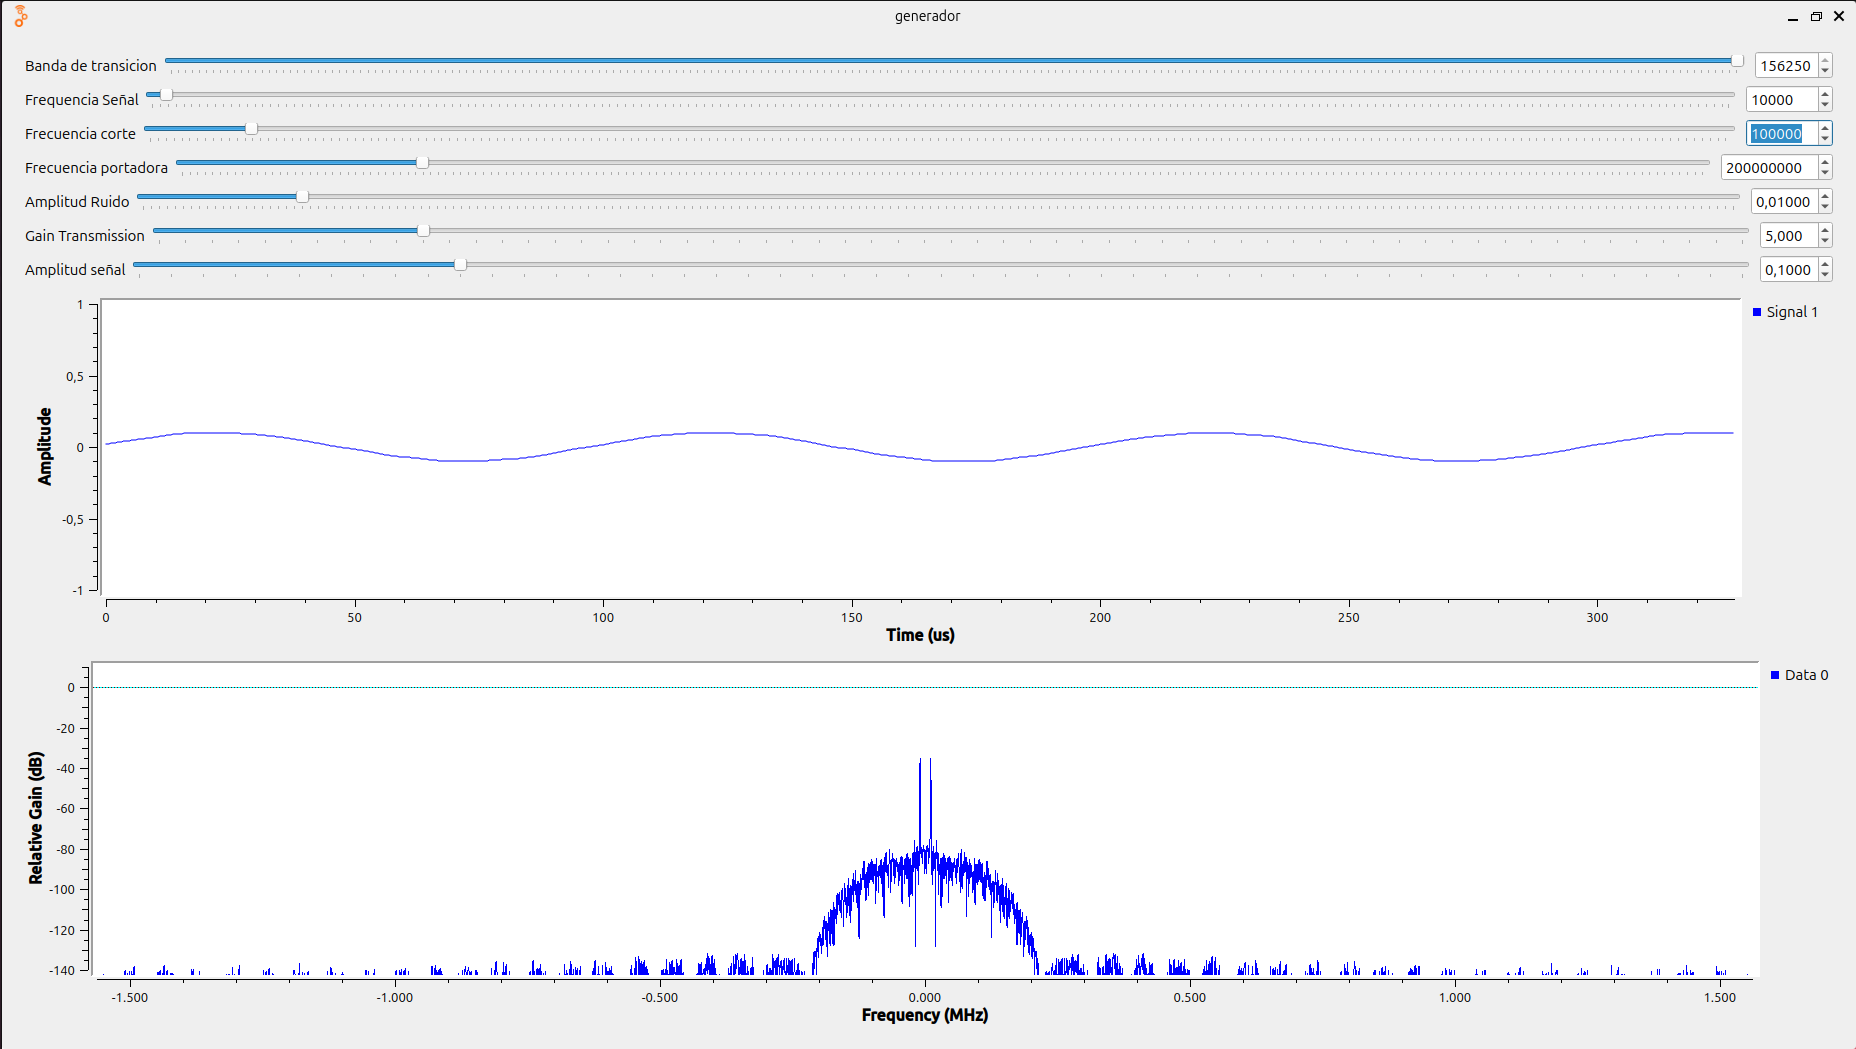 generador
Banda de transicion 156250
Frequencia Señal 10000
Frecuencia corte 100000
Frecuencia portadora 200000000
Amplitud Ruido 0,01000
Gain Transmission 5,000
Amplitud señal 0,1000
1
0,5
0
-0,5
-1
Amplitude
Signal 1
0 50 100 150 200 250 300
Time (us)
0
-20
-40
-60
-80
-100
-120
-140
Relative Gain (dB)
Data 0
-1.500 -1.000 -0.500 0.000 0.500 1.000 1.500
Frequency (MHz)